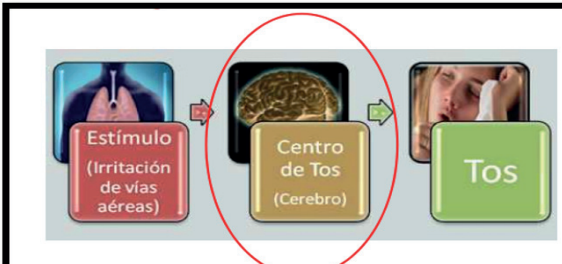 Estímulo
(Irritación
de vías
aéreas)
Centro
de Tos
(Cerebro)
Tos